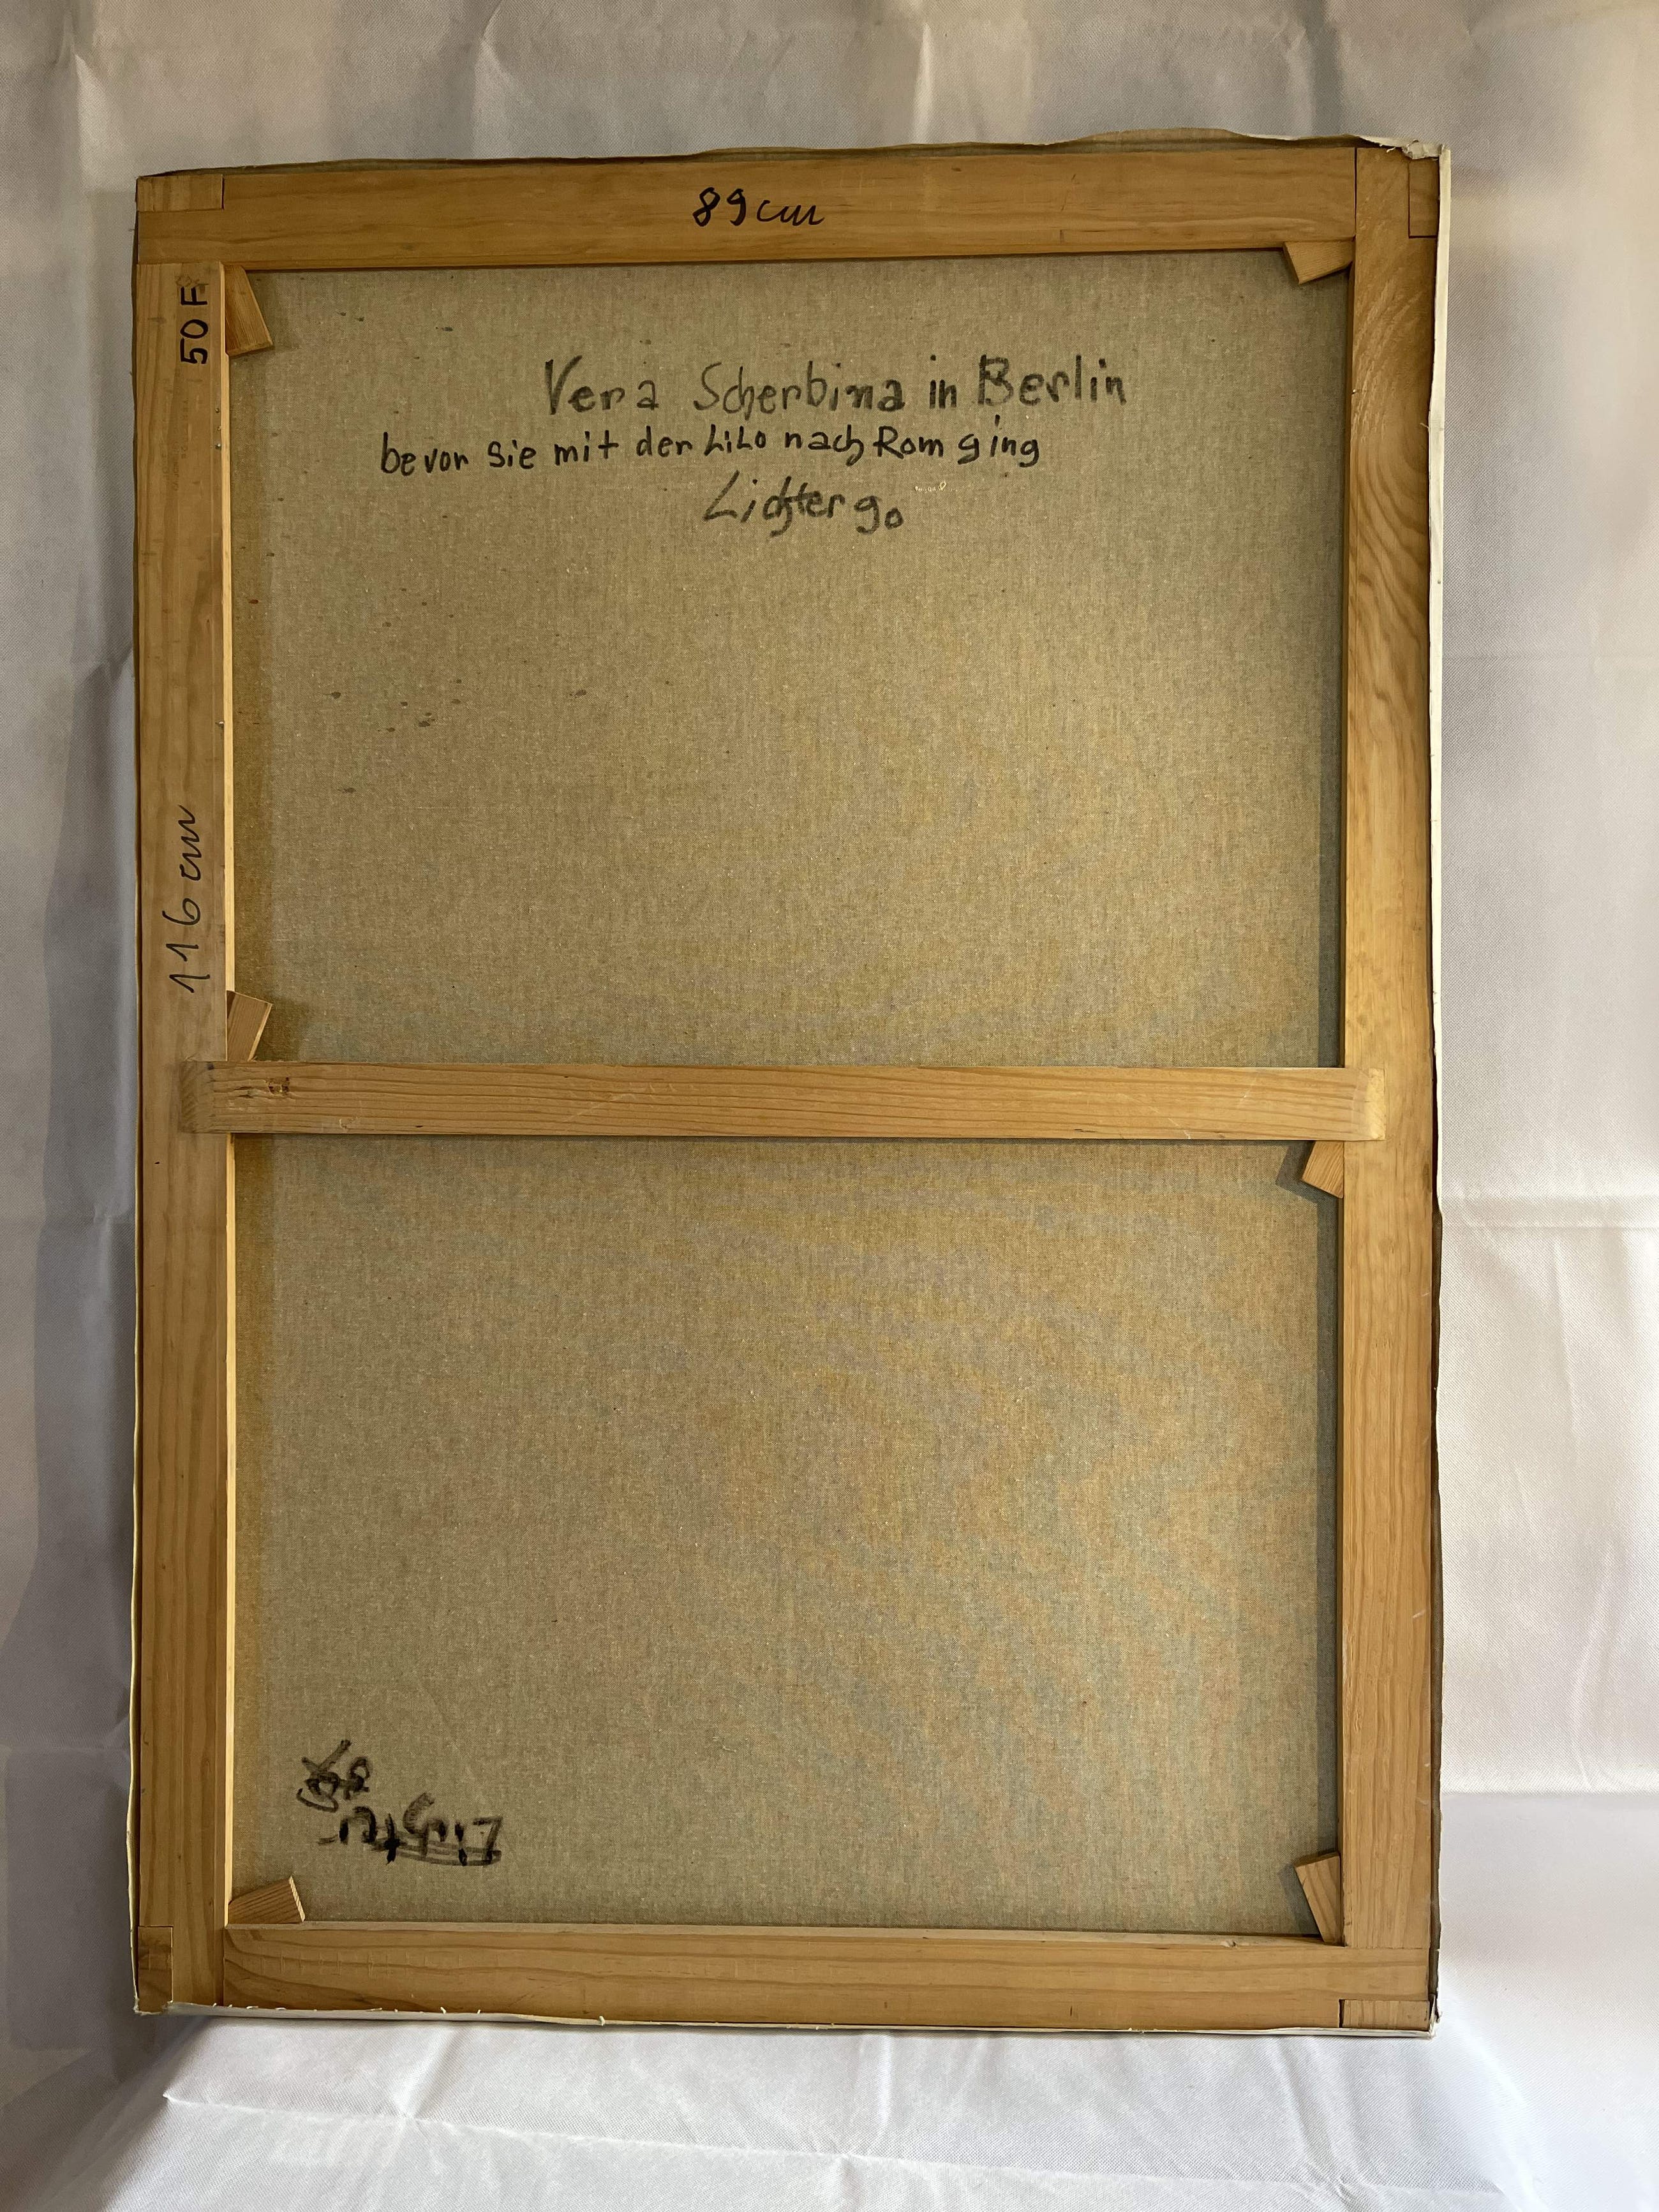 89 cm
50 F
Vera Scherbina in Berlin
bevor Sie mit der LiLo nach Rom ging
Lichter 90
116 cm
Lichter